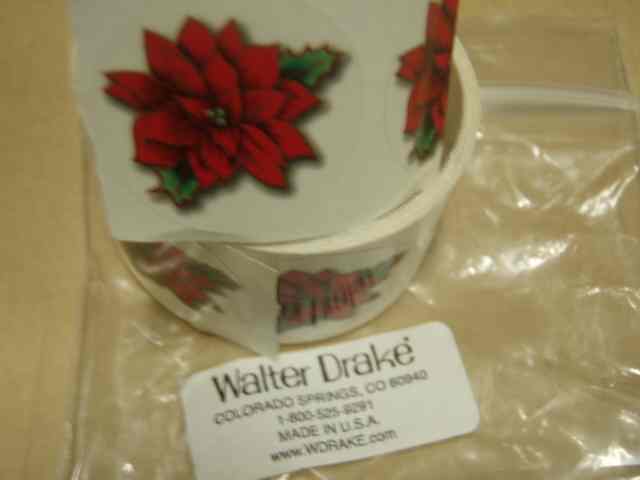 Walter Drake
COLORADO SPRINGS, CO 80940
1-800-525-9291
MADE IN U.S.A.
www.WDRAKE.com